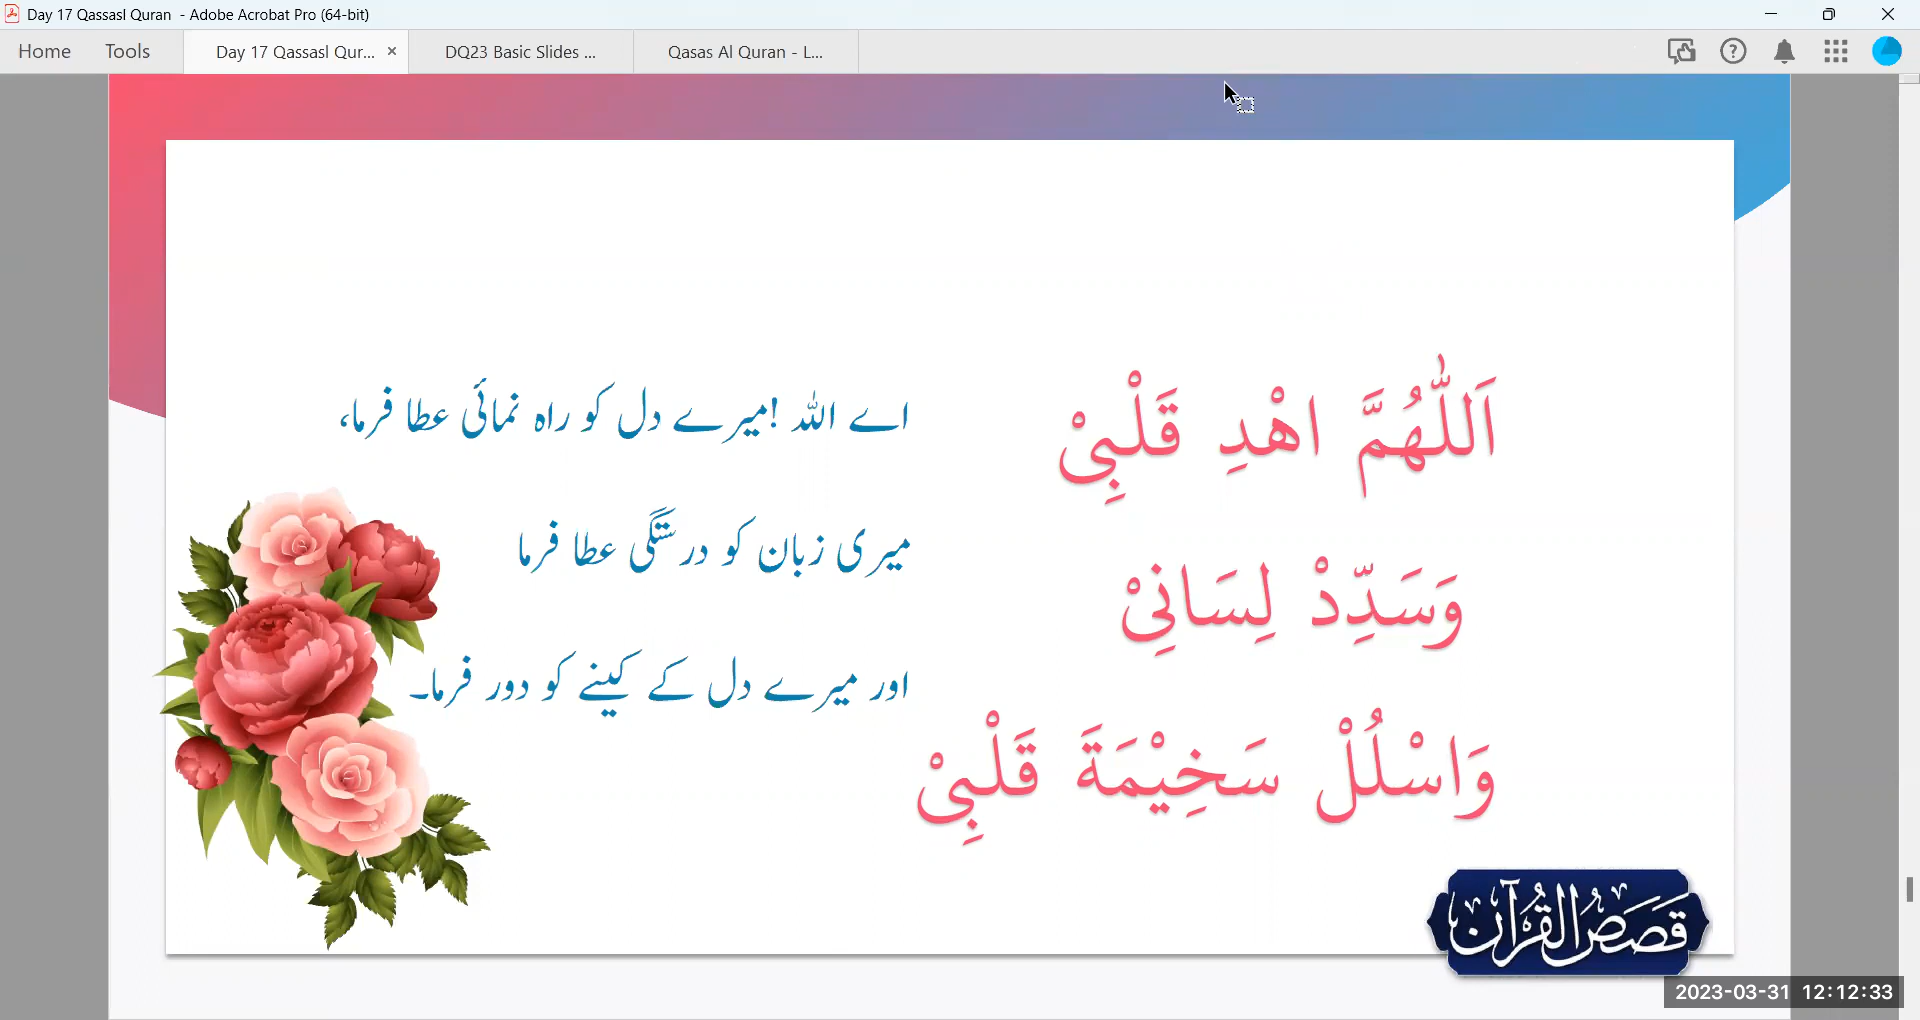 Day 17 Qassasl Quran - Adobe Acrobat Pro (64-bit)
Home Tools Day 17 Qassasl Qur... × DQ23 Basic Slides ... Qasas Al Quran - L...
اَللّٰهُمَّ اهْدِ قَلْبِىْ
اے اللہ !میرے دل کو راہ نمائی عطا فرما،
وَسَدِّدْ لِسَانِىْ
میری زبان کو درستگی عطا فرما
وَاسْلُلْ سَخِيْمَةَ قَلْبِىْ
اور میرے دل کے کینے کو دور فرما۔
قصص القرآن
2023-03-31 12:12:33